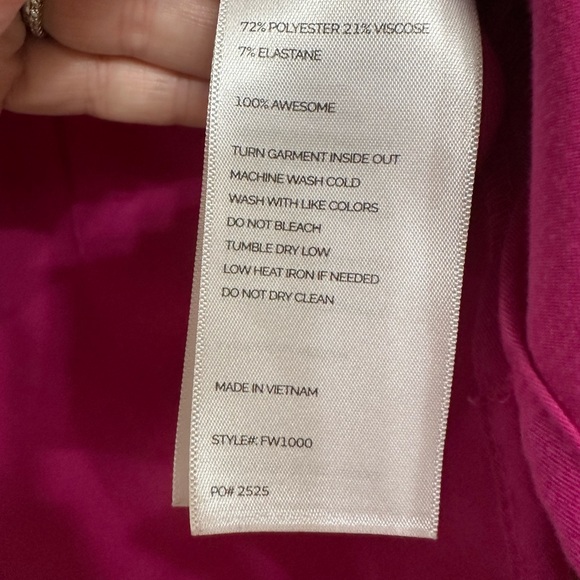 72% POLYESTER 21% VISCOSE
7% ELASTANE
100% AWESOME
TURN GARMENT INSIDE OUT
MACHINE WASH COLD
WASH WITH LIKE COLORS
DO NOT BLEACH
TUMBLE DRY LOW
LOW HEAT IRON IF NEEDED
DO NOT DRY CLEAN
MADE IN VIETNAM
STYLE#: FW1000
PO# 2525